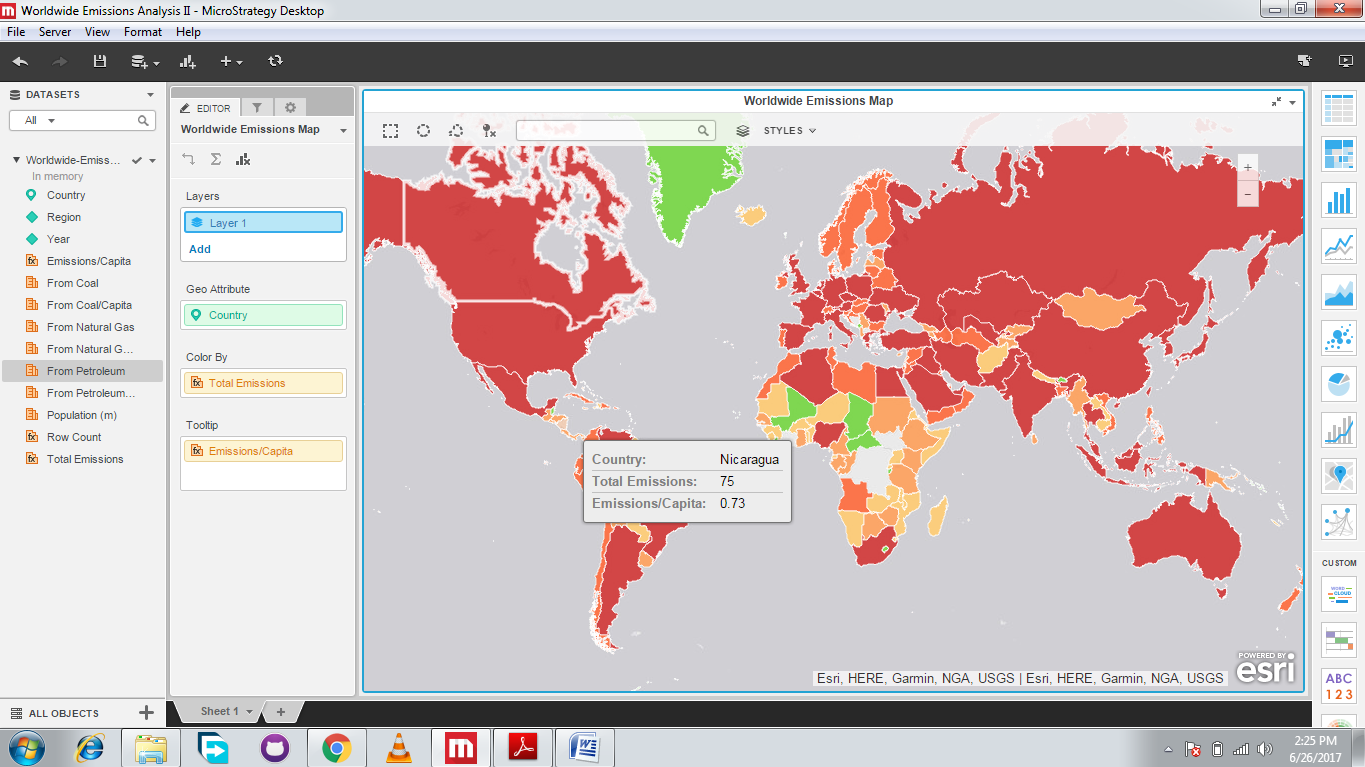 Worldwide Emissions Analysis II - MicroStrategy Desktop
File Server View Format Help
DATASETS
All
Worldwide-Emiss...
In memory
Country
Region
Year
Emissions/Capita
From Coal
From Coal/Capita
From Natural Gas
From Natural G...
From Petroleum
From Petroleum...
Population (m)
Row Count
Total Emissions
ALL OBJECTS
EDITOR
Worldwide Emissions Map
Layers
Layer 1
Add
Geo Attribute
Country
Color By
Total Emissions
Tooltip
Emissions/Capita
Worldwide Emissions Map
STYLES
+
−
Country: Nicaragua
Total Emissions: 75
Emissions/Capita: 0.73
POWERED BY
esri
Esri, HERE, Garmin, NGA, USGS | Esri, HERE, Garmin, NGA, USGS
CUSTOM
WORD
CLOUD
ABC
123
Sheet 1
2:25 PM
6/26/2017